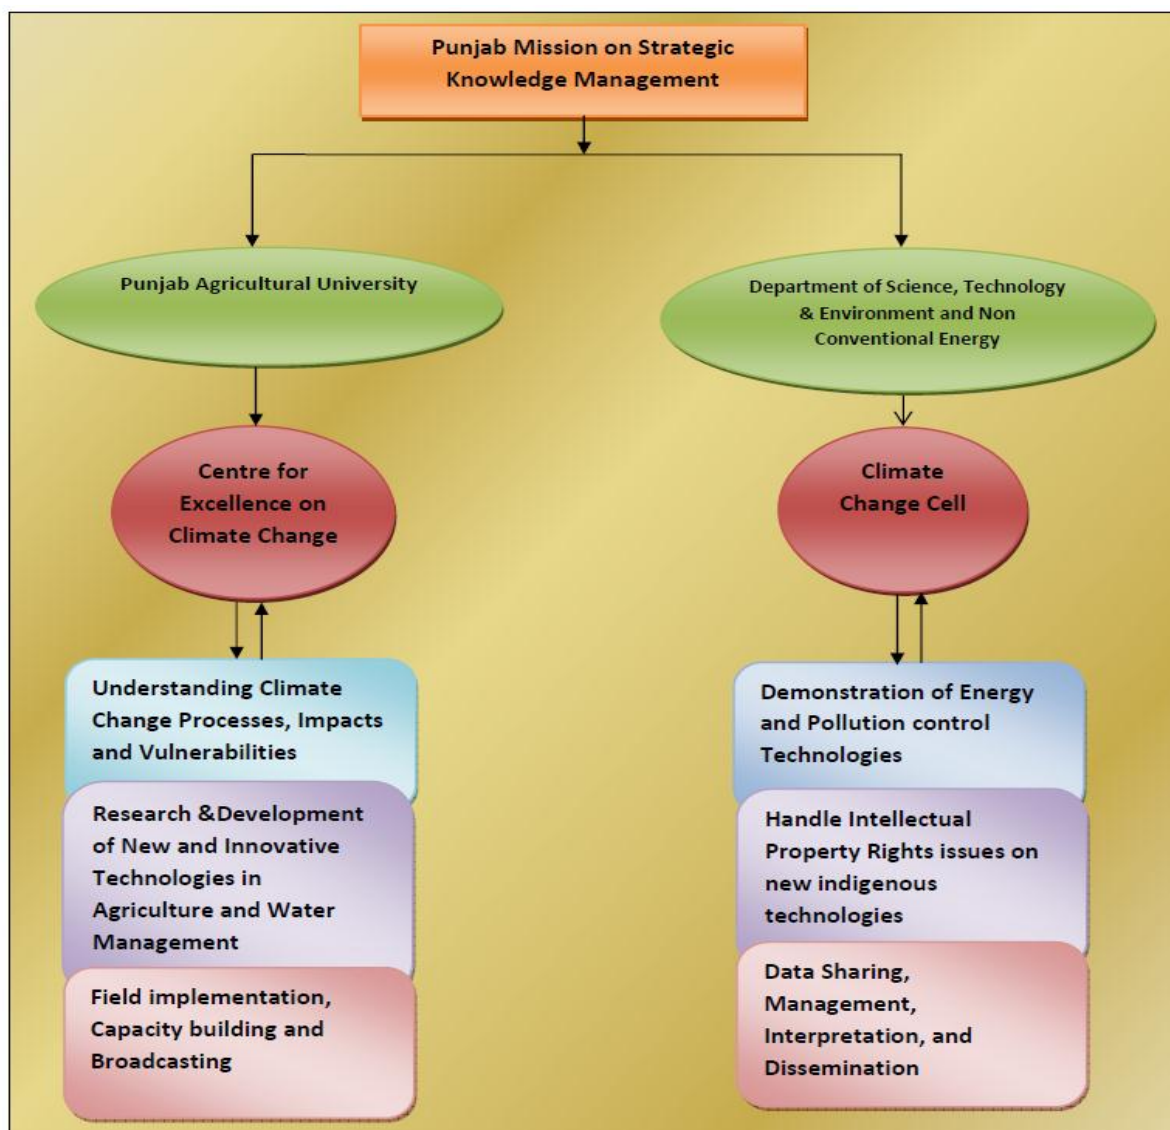 Punjab Mission on Strategic
Knowledge Management
Punjab Agricultural University
Department of Science, Technology
& Environment and Non
Conventional Energy
Centre for
Excellence on
Climate Change
Climate
Change Cell
Understanding Climate
Change Processes, Impacts
and Vulnerabilities
Research &Development
of New and Innovative
Technologies in
Agriculture and Water
Management
Field implementation,
Capacity building and
Broadcasting
Demonstration of Energy
and Pollution control
Technologies
Handle Intellectual
Property Rights issues on
new indigenous
technologies
Data Sharing,
Management,
Interpretation, and
Dissemination